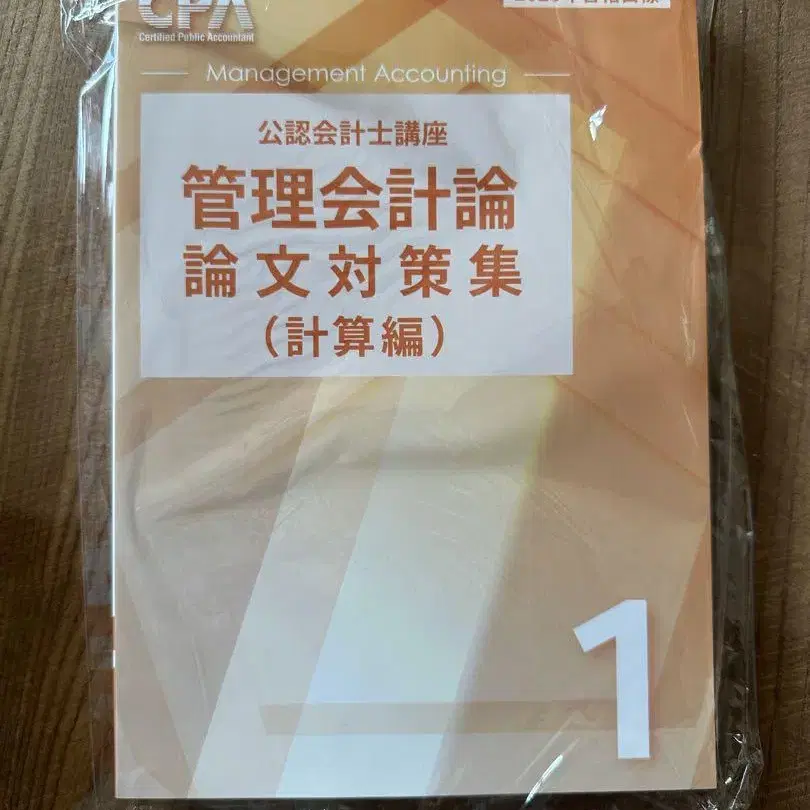 CPA
Certified Public Accountant
Management Accounting
公認会計士講座
管理会計論
論文対策集
（計算編）
1